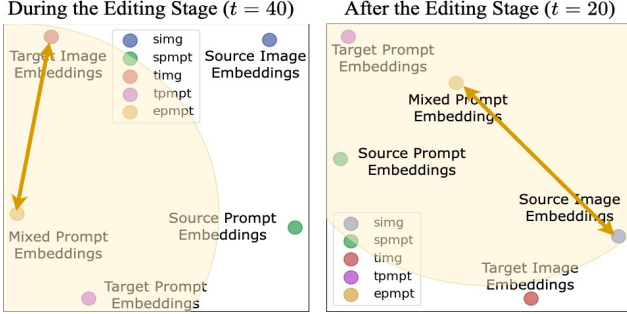 During the Editing Stage (t = 40)
Target Image
Embeddings
simg
spmpt
timg
tpmpt
epmpt
Source Image
Embeddings
Source Prompt
Embeddings
Mixed Prompt
Embeddings
Target Prompt
Embeddings
After the Editing Stage (t = 20)
Target Prompt
Embeddings
Mixed Prompt
Embeddings
Source Prompt
Embeddings
Source Image
Embeddings
simg
spmpt
timg
tpmpt
epmpt
Target Image
Embeddings